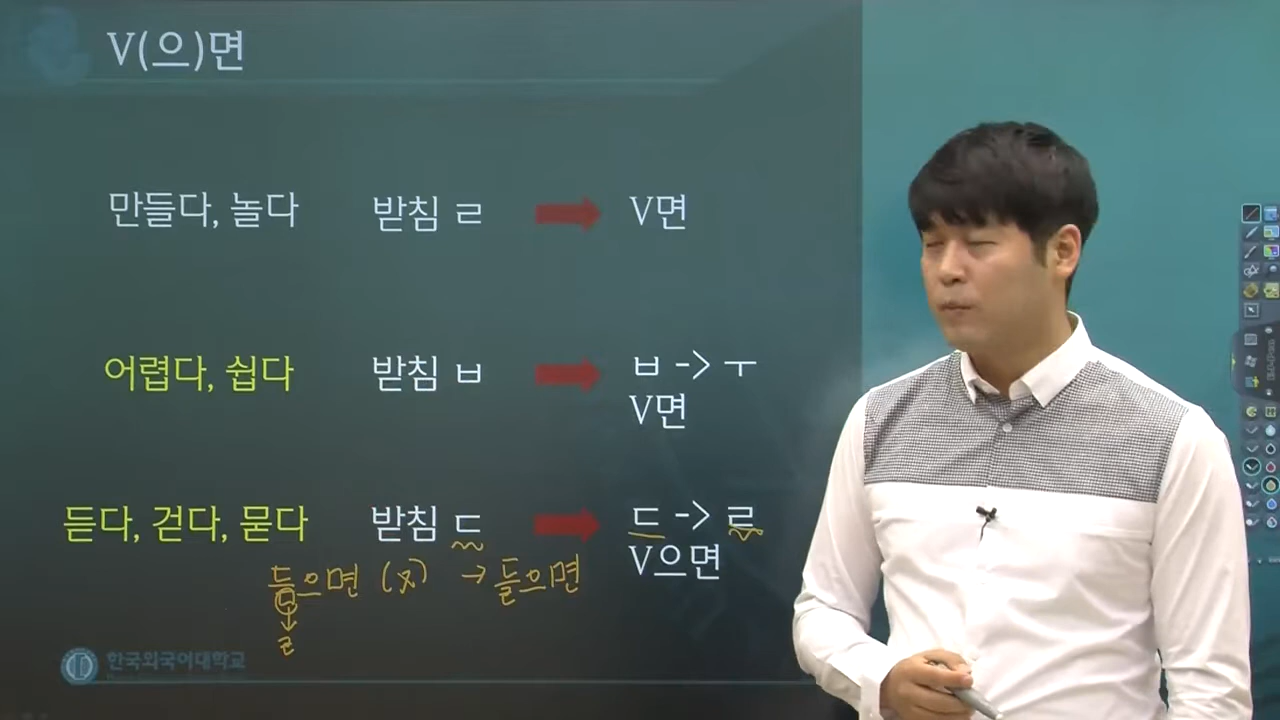 V(으)면
만들다, 놀다 받침 ㄹ V면
어렵다, 쉽다 받침 ㅂ ㅂ -> ㅜ
V면
듣다, 걷다, 묻다 받침 ㄷ ㄷ -> ㄹ
V으면
듣으면 (X) → 들으면
ㄹ
한국외국어대학교